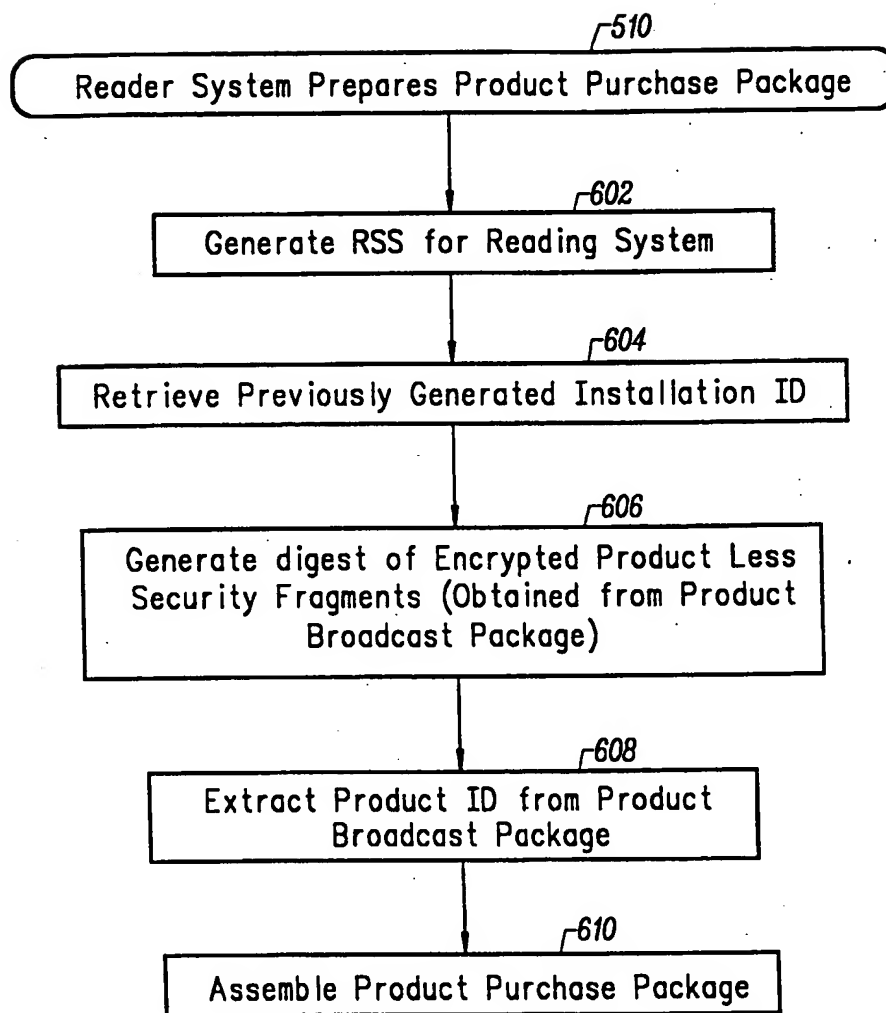 510
Reader System Prepares Product Purchase Package
602
Generate RSS for Reading System
604
Retrieve Previously Generated Installation ID
606
Generate digest of Encrypted Product Less
Security Fragments (Obtained from Product
Broadcast Package)
608
Extract Product ID from Product
Broadcast Package
610
Assemble Product Purchase Package